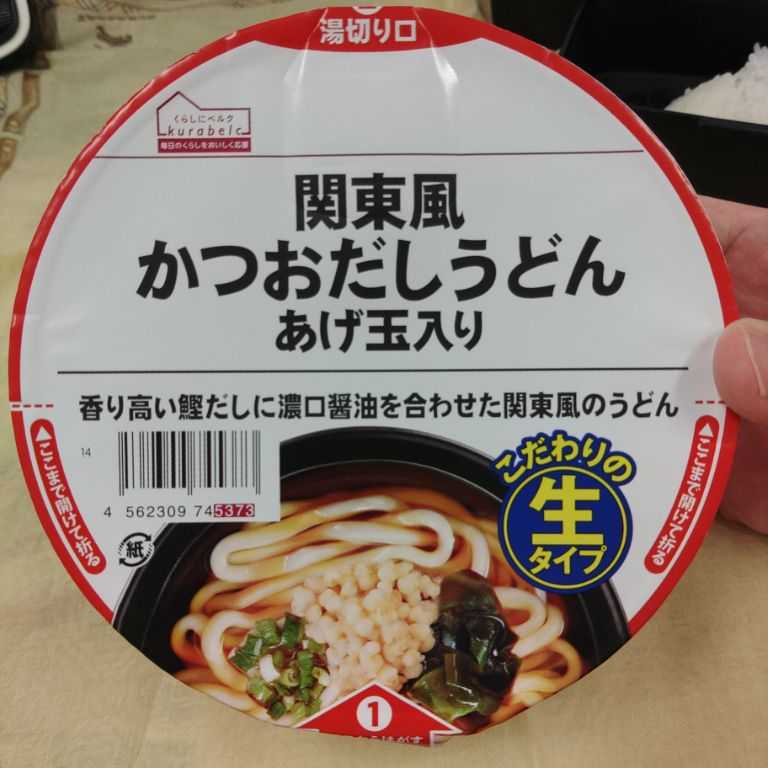 湯切り口
くらしにベルク
kurabelc
毎日のくらしをおいしく応援
関東風
かつおだしうどん
あげ玉入り
香り高い鰹だしに濃口醤油を合わせた関東風のうどん
14
4 562309 745373
紙
こだわりの
生
タイプ
▲ここまで開けて折る
▲ここまで開けて折る
1